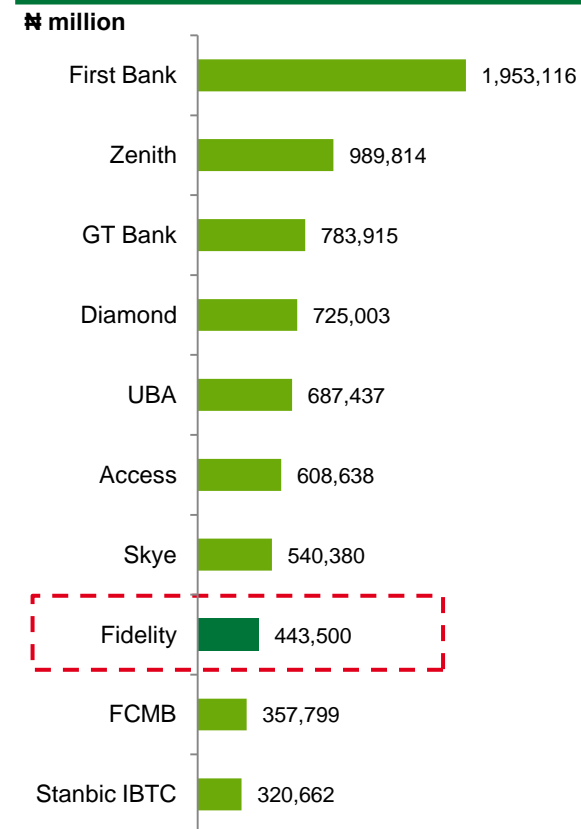 ₦ million
First Bank 1,953,116
Zenith 989,814
GT Bank 783,915
Diamond 725,003
UBA 687,437
Access 608,638
Skye 540,380
Fidelity 443,500
FCMB 357,799
Stanbic IBTC 320,662